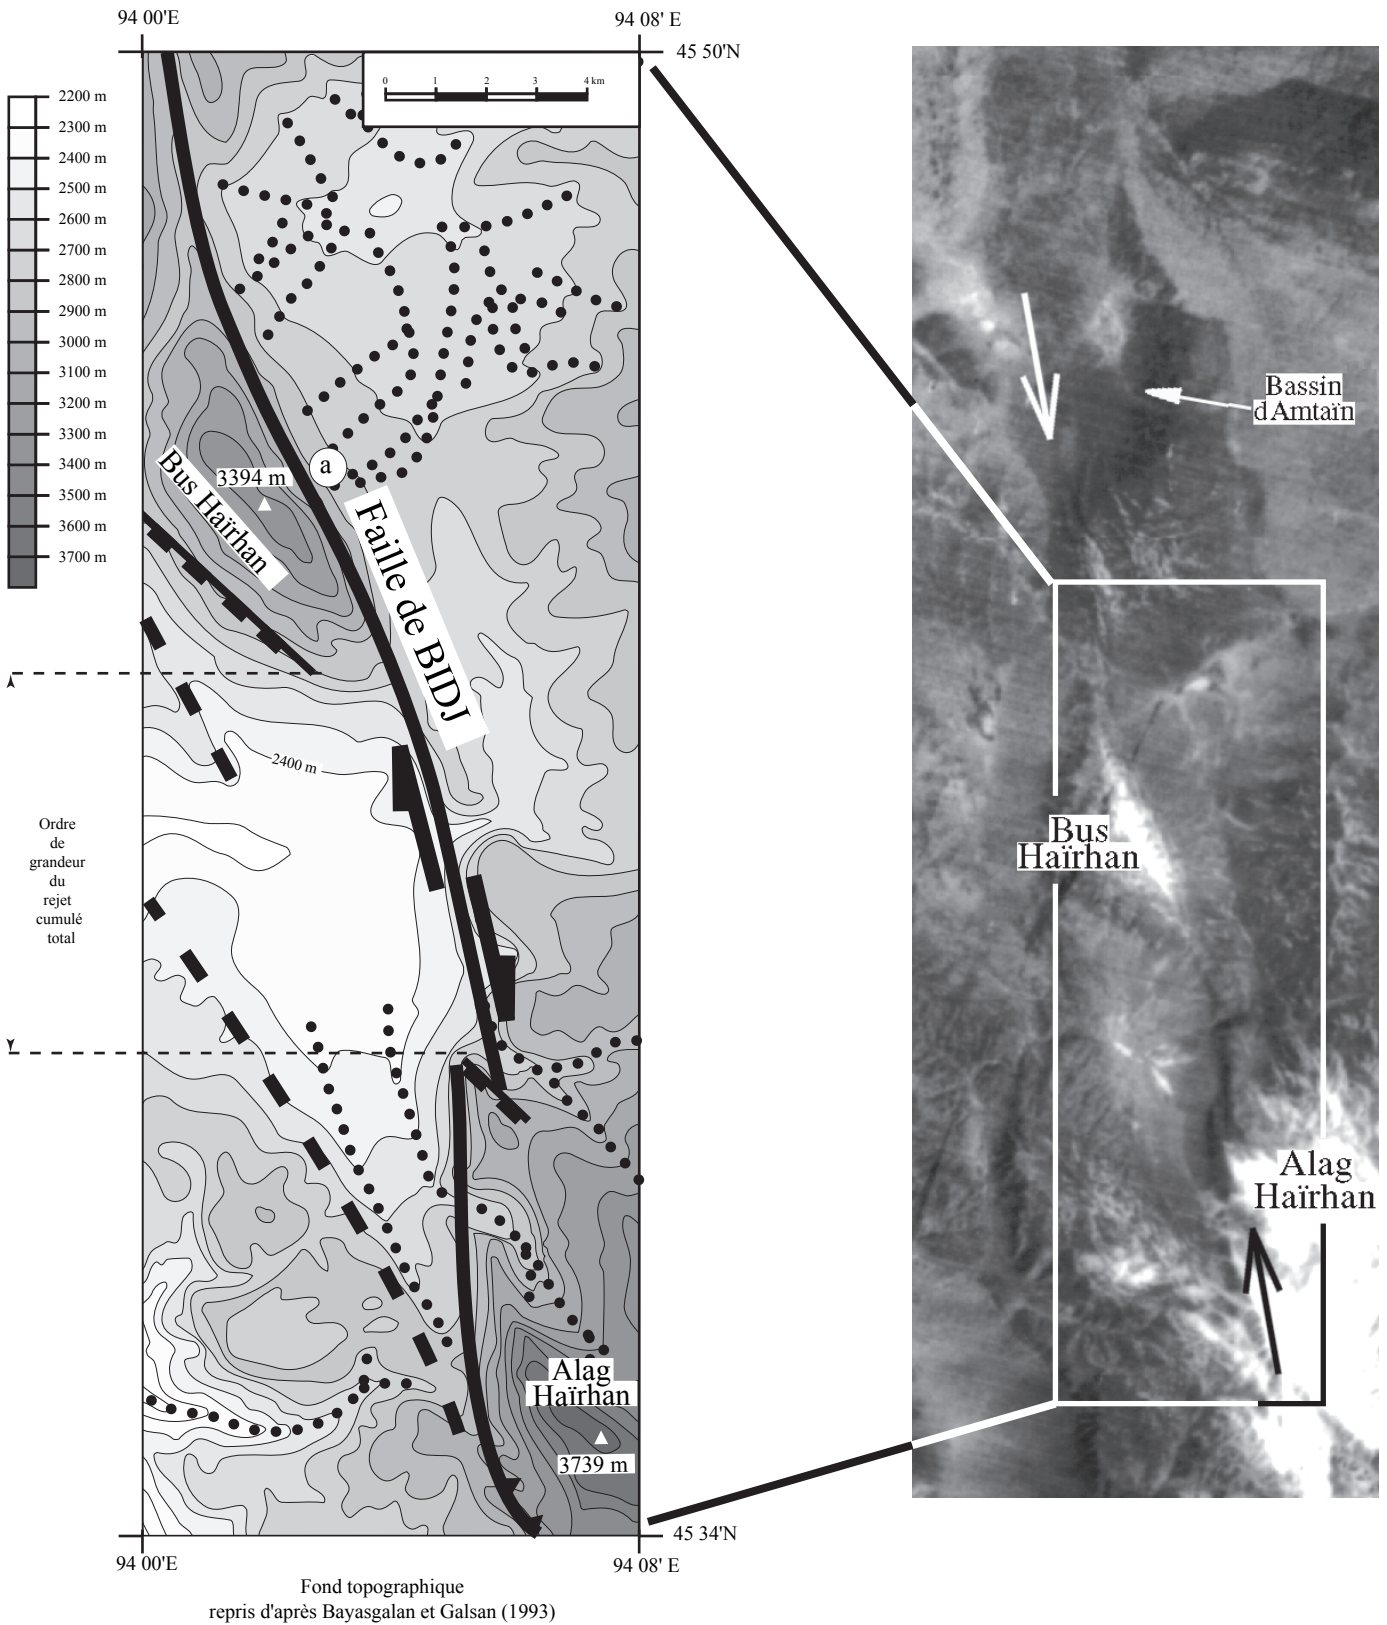 94 00'E
94 08' E
45 50'N
0 1 2 3 4 km
2200 m
2300 m
2400 m
2500 m
2600 m
2700 m
2800 m
2900 m
3000 m
3100 m
3200 m
3300 m
3400 m
3500 m
3600 m
3700 m
Bassin
d'Amtaïn
a
3394 m
Bus Haïrhan
Faille de BIDJ
2400 m
Ordre
de
grandeur
du
rejet
cumulé
total
Bus
Haïrhan
Alag
Haïrhan
Alag
Haïrhan
3739 m
45 34'N
94 00'E
94 08' E
Fond topographique
repris d'après Bayasgalan et Galsan (1993)